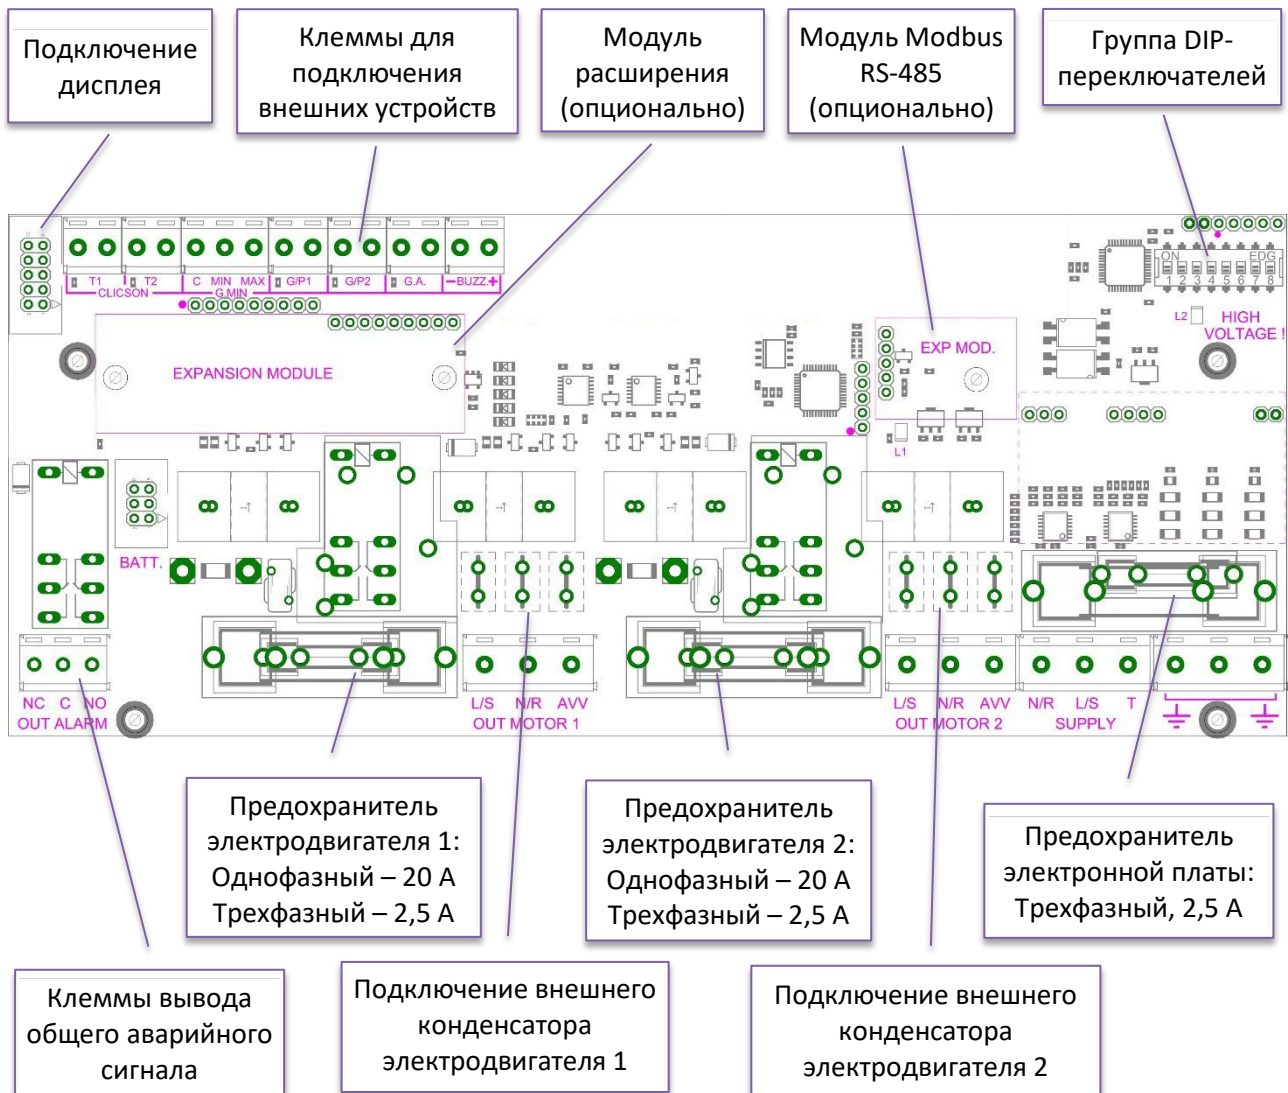 Подключение
дисплея
Клеммы для
подключения
внешних устройств
Модуль
расширения
(опционально)
Модуль Modbus
RS-485
(опционально)
Группа DIP-
переключателей
T1
T2
C MIN MAX
G/P1
G/P2
G.A.
–BUZZ.+
CLICSON
G.MIN
ON
EDG
1 2 3 4 5 6 7 8
L2
HIGH
VOLTAGE !
EXPANSION MODULE
EXP MOD.
L1
BATT.
NC C NO
OUT ALARM
L/S N/R AVV
OUT MOTOR 1
L/S N/R AVV
OUT MOTOR 2
N/R L/S T
SUPPLY
Предохранитель
электродвигателя 1:
Однофазный – 20 А
Трехфазный – 2,5 А
Предохранитель
электродвигателя 2:
Однофазный – 20 А
Трехфазный – 2,5 А
Предохранитель
электронной платы:
Трехфазный, 2,5 А
Клеммы вывода
общего аварийного
сигнала
Подключение внешнего
конденсатора
электродвигателя 1
Подключение внешнего
конденсатора
электродвигателя 2